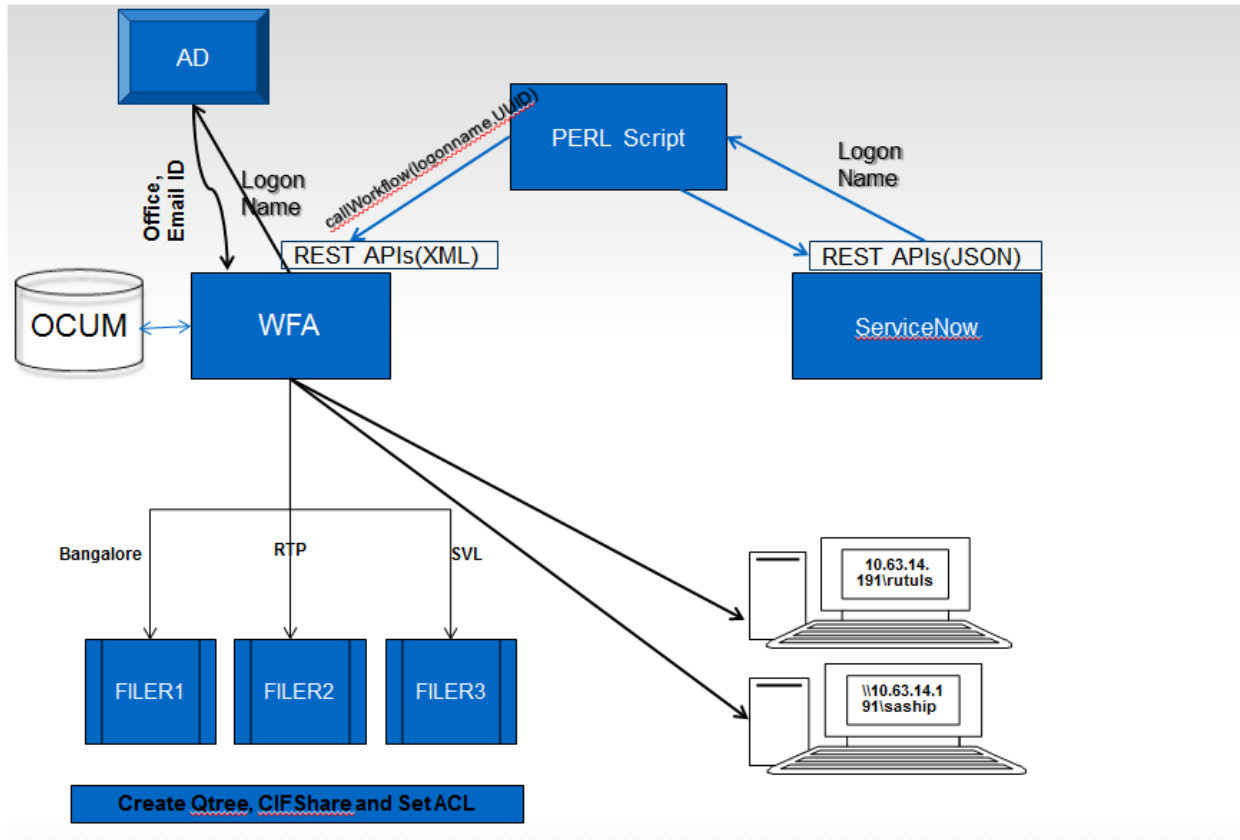 AD
PERL Script
callWorkflow(logonname,UUID)
Logon
Name
Office,
Email ID
Logon
Name
REST APIs(XML)
REST APIs(JSON)
OCUM
WFA
ServiceNow
Bangalore
RTP
SVL
10.63.14.
191\rutuls
FILER1
FILER2
FILER3
\\10.63.14.1
91\saship
Create Qtree, CIFShare and Set ACL